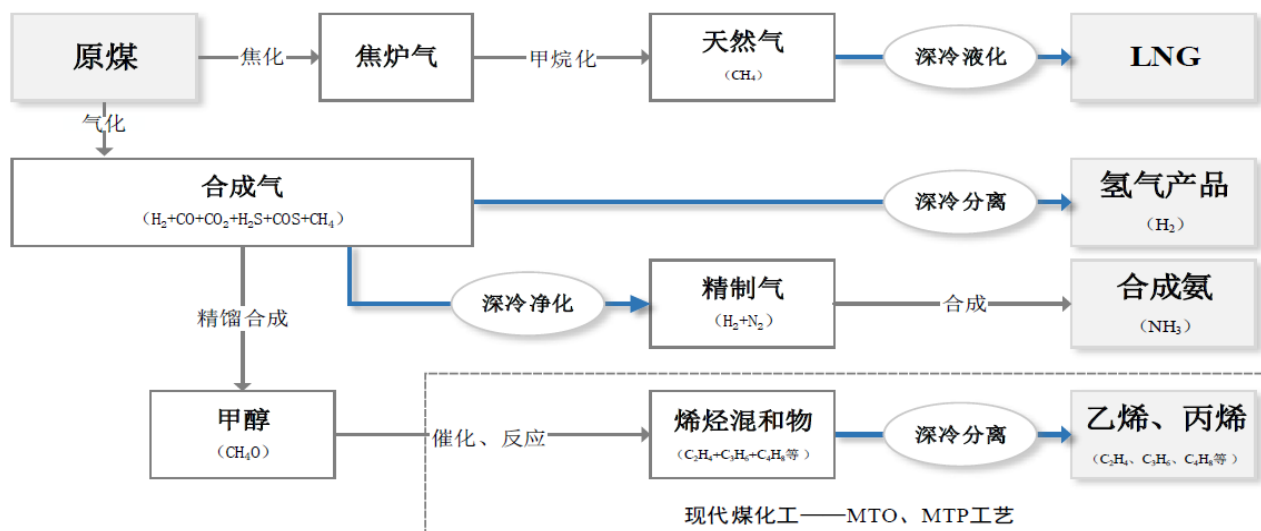 原煤
焦化
焦炉气
甲烷化
天然气
（CH₄）
深冷液化
LNG
气化
合成气
（H₂+CO+CO₂+H₂S+COS+CH₄）
深冷分离
氢气产品
（H₂）
深冷净化
精制气
（H₂+N₂）
合成
合成氨
（NH₃）
精馏合成
甲醇
（CH₄O）
催化、反应
烯烃混和物
（C₂H₄+C₃H₆+C₄H₈等）
深冷分离
乙烯、丙烯
（C₂H₄、C₃H₆、C₄H₈等）
现代煤化工——MTO、MTP工艺